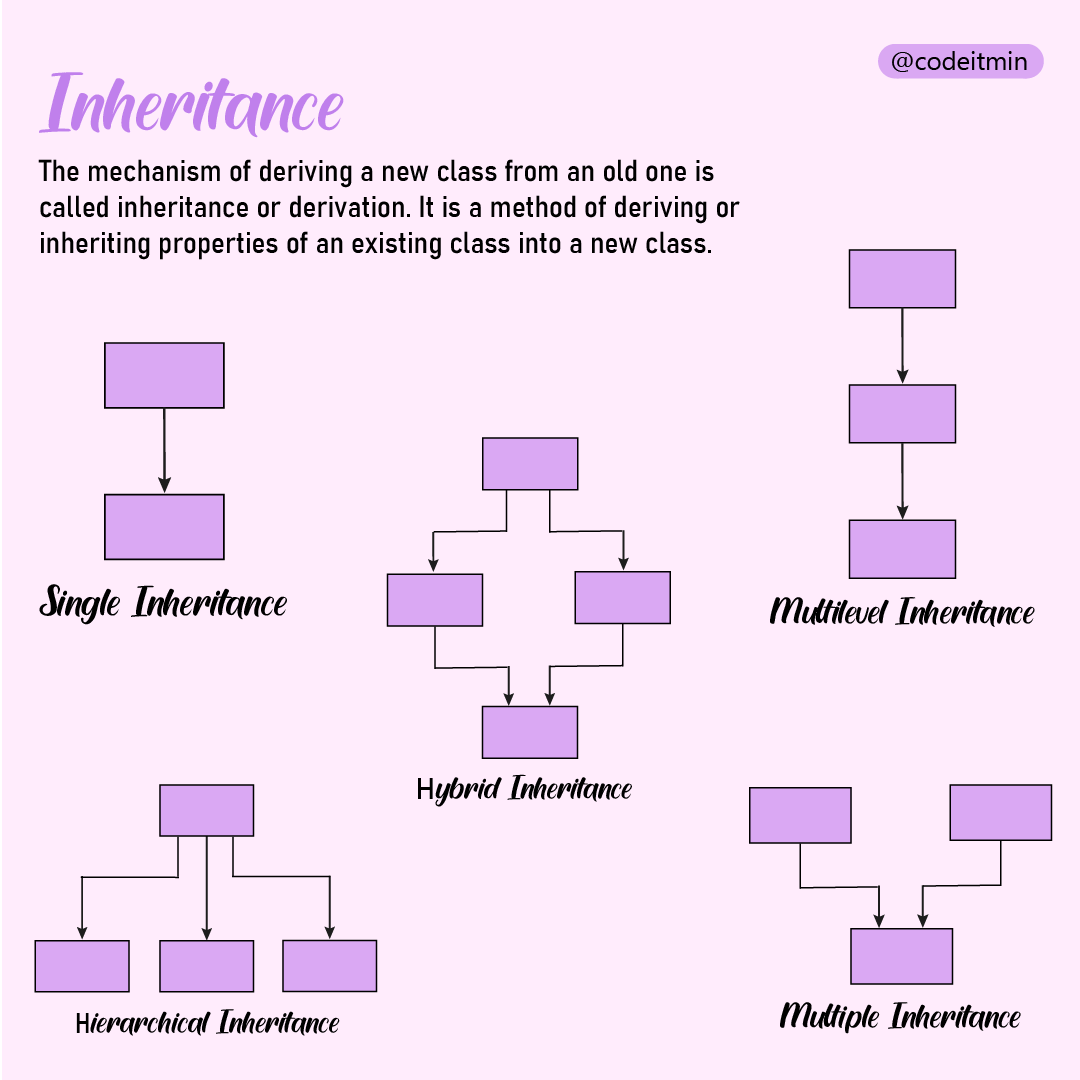 @codeitmin
Inheritance
The mechanism of deriving a new class from an old one is
called inheritance or derivation. It is a method of deriving or
inheriting properties of an existing class into a new class.
Single Inheritance
Multilevel Inheritance
Hybrid Inheritance
Hierarchical Inheritance
Multiple Inheritance